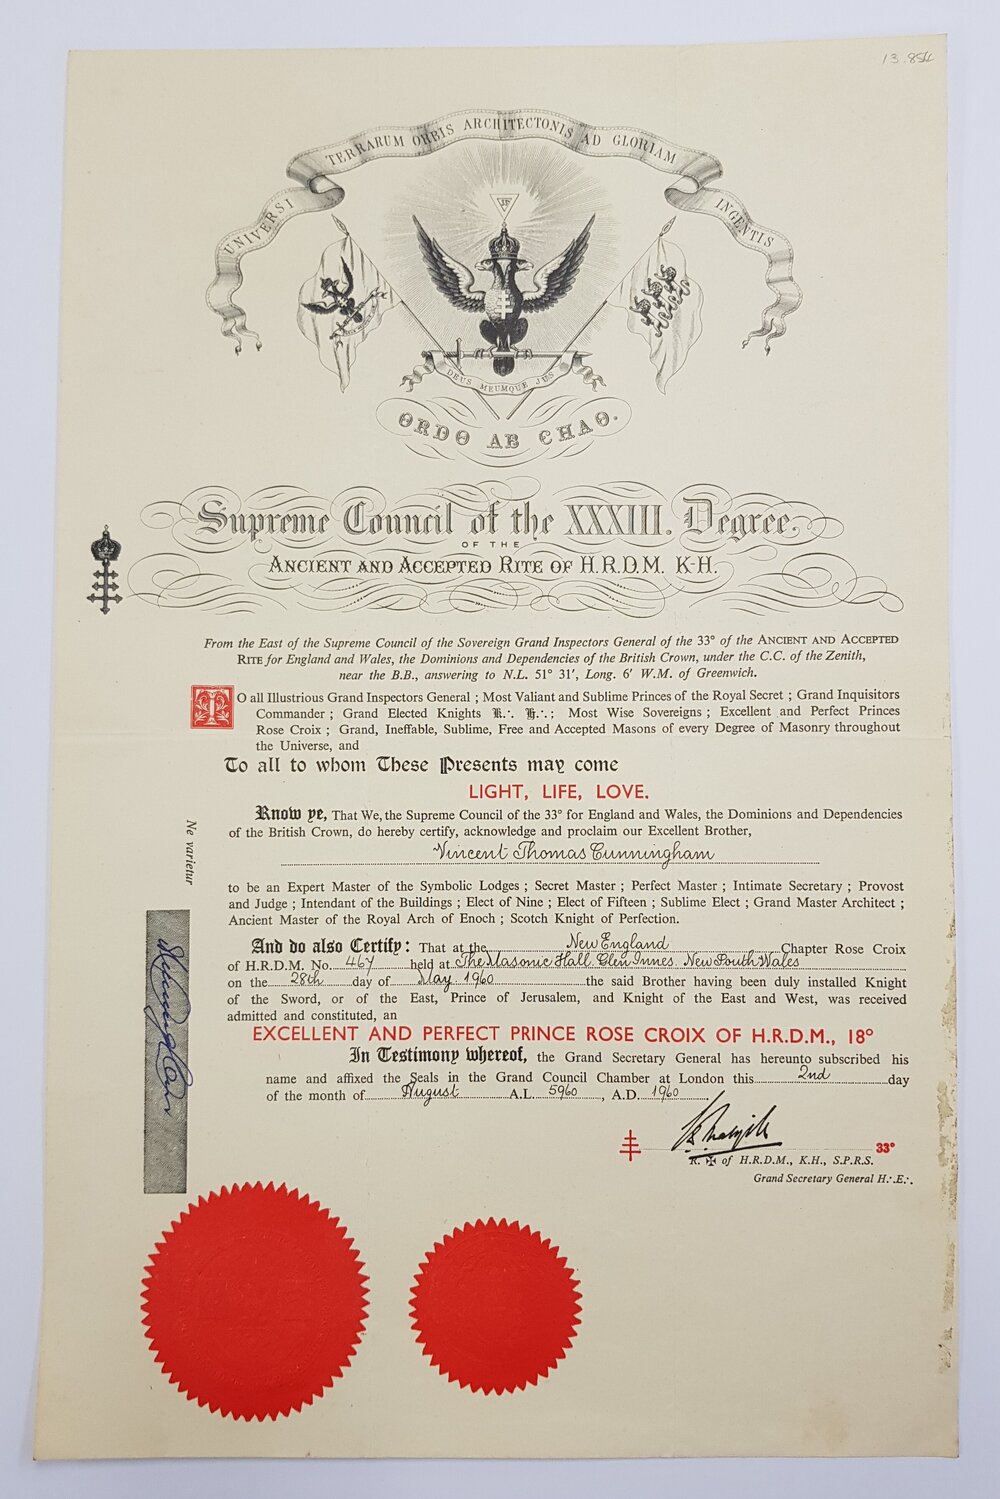 13.854
UNIVERSI TERRARUM ORBIS ARCHITECTONIS AD GLORIAM INGENTIS
33
DEUS MEUMQUE JUS
ORDO AB CHAO.
Supreme Council of the XXXIII. Degree
OF THE
ANCIENT AND ACCEPTED RITE OF H.R.D.M. K-H.
From the East of the Supreme Council of the Sovereign Grand Inspectors General of the 33° of the ANCIENT AND ACCEPTED
RITE for England and Wales, the Dominions and Dependencies of the British Crown, under the C.C. of the Zenith,
near the B.B., answering to N.L. 51° 31′, Long. 6′ W.M. of Greenwich.
TO all Illustrious Grand Inspectors General ; Most Valiant and Sublime Princes of the Royal Secret ; Grand Inquisitors
Commander ; Grand Elected Knights K∴ H∴ ; Most Wise Sovereigns ; Excellent and Perfect Princes
Rose Croix ; Grand, Ineffable, Sublime, Free and Accepted Masons of every Degree of Masonry throughout
the Universe, and
To all to whom These Presents may come
LIGHT, LIFE, LOVE.
Know ye, That We, the Supreme Council of the 33° for England and Wales, the Dominions and Dependencies
of the British Crown, do hereby certify, acknowledge and proclaim our Excellent Brother,
Vincent Thomas Cunningham
to be an Expert Master of the Symbolic Lodges ; Secret Master ; Perfect Master ; Intimate Secretary ; Provost
and Judge ; Intendant of the Buildings ; Elect of Nine ; Elect of Fifteen ; Sublime Elect ; Grand Master Architect ;
Ancient Master of the Royal Arch of Enoch ; Scotch Knight of Perfection.
And do also Certify : That at the New England Chapter Rose Croix
of H.R.D.M. No. 467 held at The Masonic Hall, Glen Innes. New South Wales
on the 28th day of May 1960 the said Brother having been duly installed Knight
of the Sword, or of the East, Prince of Jerusalem, and Knight of the East and West, was received
admitted and constituted, an
EXCELLENT AND PERFECT PRINCE ROSE CROIX OF H.R.D.M., 18°
In Testimony whereof, the Grand Secretary General has hereunto subscribed his
name and affixed the Seals in the Grand Council Chamber at London this 2nd day
of the month of August A.L. 5960, A.D. 1960.
33°
R. ✠ of H.R.D.M., K.H., S.P.R.S.
Grand Secretary General H∴E∴
Ne varietur